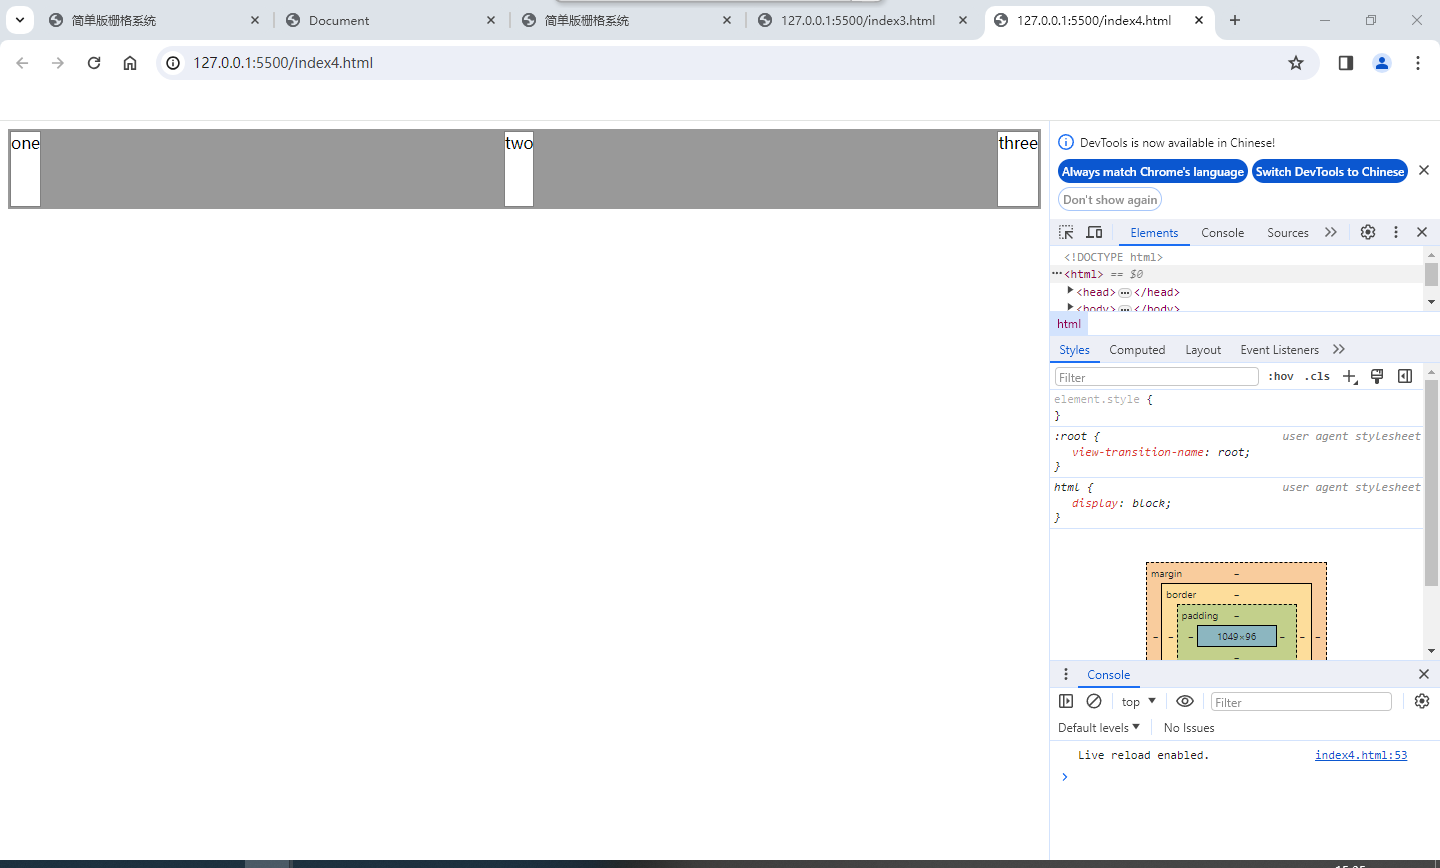 简单版栅格系统
Document
简单版栅格系统
127.0.0.1:5500/index3.html
127.0.0.1:5500/index4.html
127.0.0.1:5500/index4.html
one two three
DevTools is now available in Chinese!
Always match Chrome's language Switch DevTools to Chinese
Don't show again
Elements Console Sources
<!DOCTYPE html>
<html> == $0
<head> … </head>
<body> … </body>
html
Styles Computed Layout Event Listeners
Filter :hov .cls
element.style {
}
:root { user agent stylesheet
view-transition-name: root;
}
html { user agent stylesheet
display: block;
}
margin –
border –
padding –
– – – 1049×96 – – –
–
Console
top Filter
Default levels No Issues
Live reload enabled. index4.html:53